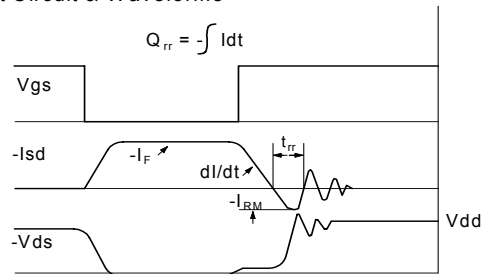 t Circuit & Waveforms
Q rr = -∫ Idt
Vgs
-Isd
-I F
dI/dt
t rr
-I RM
Vdd
-Vds